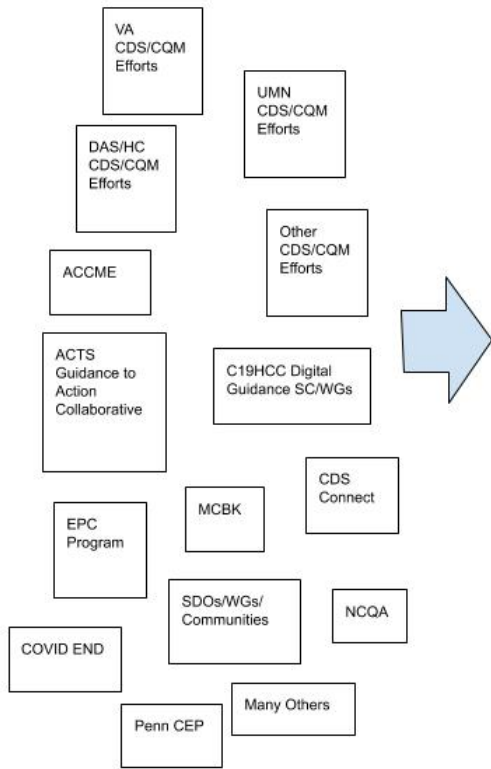 VA
CDS/CQM
Efforts
UMN
CDS/CQM
Efforts
DAS/HC
CDS/CQM
Efforts
Other
CDS/CQM
Efforts
ACCME
ACTS
Guidance to
Action
Collaborative
C19HCC Digital
Guidance SC/WGs
CDS
Connect
MCBK
EPC
Program
SDOs/WGs/
Communities
NCQA
COVID END
Many Others
Penn CEP